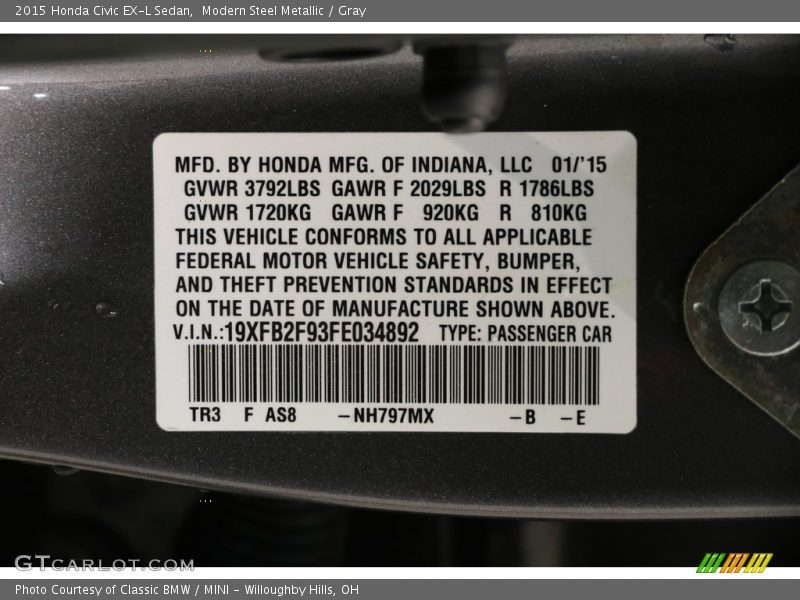 2015 Honda Civic EX-L Sedan,  Modern Steel Metallic / Gray
MFD. BY HONDA MFG. OF INDIANA, LLC 01/'15
GVWR 3792LBS GAWR F 2029LBS R 1786LBS
GVWR 1720KG GAWR F 920KG R 810KG
THIS VEHICLE CONFORMS TO ALL APPLICABLE
FEDERAL MOTOR VEHICLE SAFETY, BUMPER,
AND THEFT PREVENTION STANDARDS IN EFFECT
ON THE DATE OF MANUFACTURE SHOWN ABOVE.
V.I.N.:19XFB2F93FE034892 TYPE: PASSENGER CAR
TR3 F AS8 –NH797MX –B –E
GTCARLOT.COM
Photo Courtesy of Classic BMW / MINI - Willoughby Hills, OH